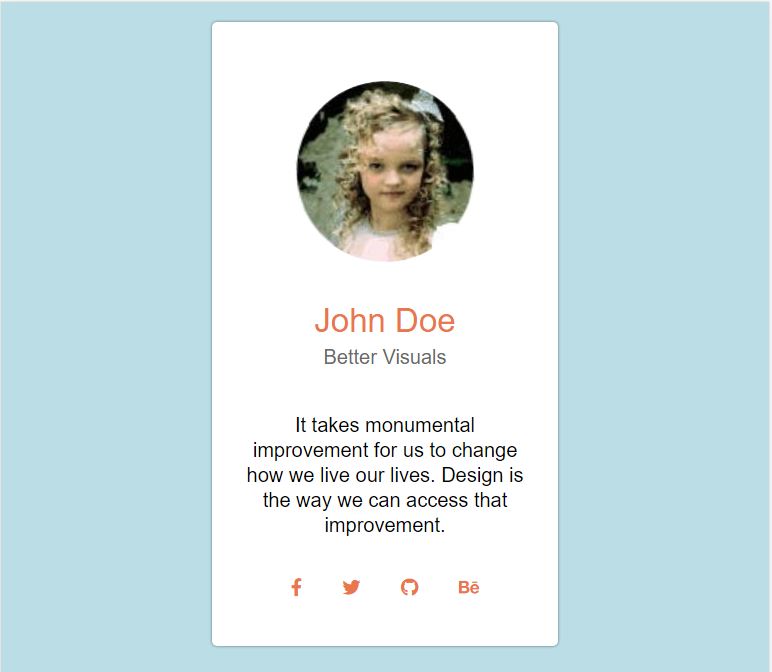 John Doe
Better Visuals
It takes monumental
improvement for us to change
how we live our lives. Design is
the way we can access that
improvement.
Bē